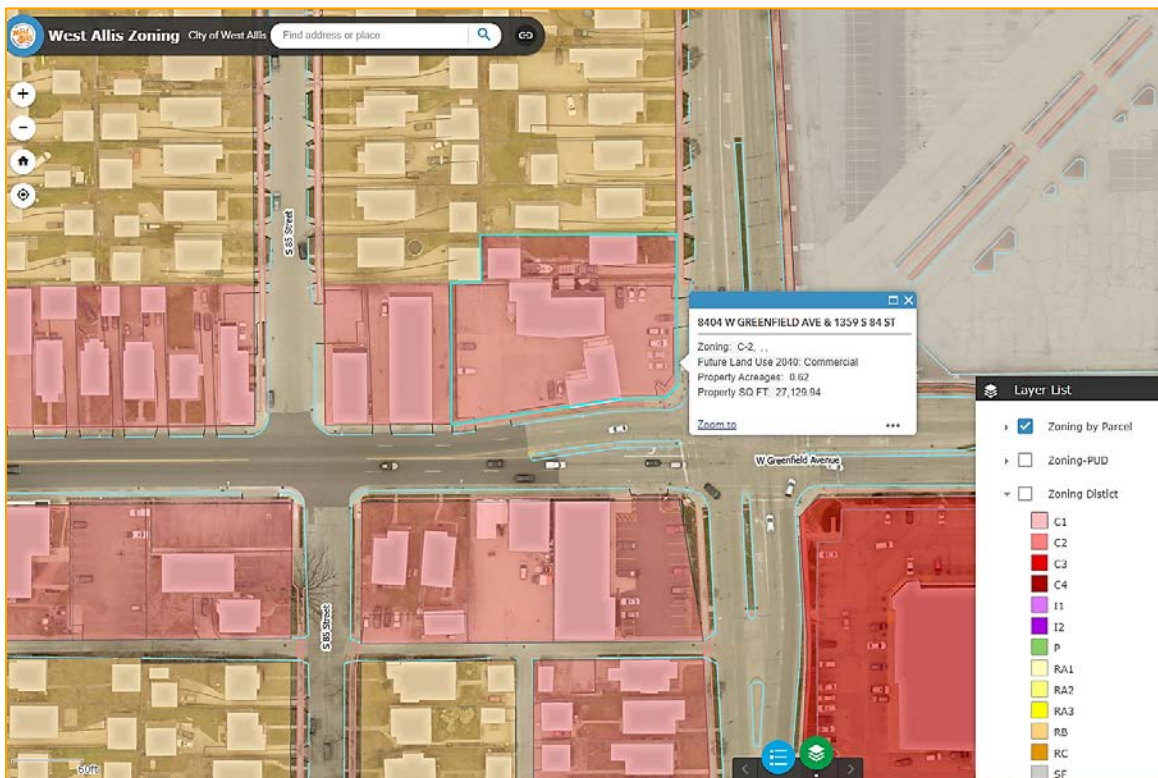 West Allis Zoning City of West Allis Find address or place
+
−
S 85 Street
8404 W GREENFIELD AVE & 1359 S 84 ST
Zoning: C-2, , ,
Future Land Use 2040: Commercial
Property Acreages: 0.62
Property SQ FT: 27,129.94
Zoom to
...
W Greenfield Avenue
S 85 Street
Layer List
Zoning by Parcel
Zoning-PUD
Zoning Distict
C1
C2
C3
C4
I1
I2
P
RA1
RA2
RA3
RB
RC
SF
60ft